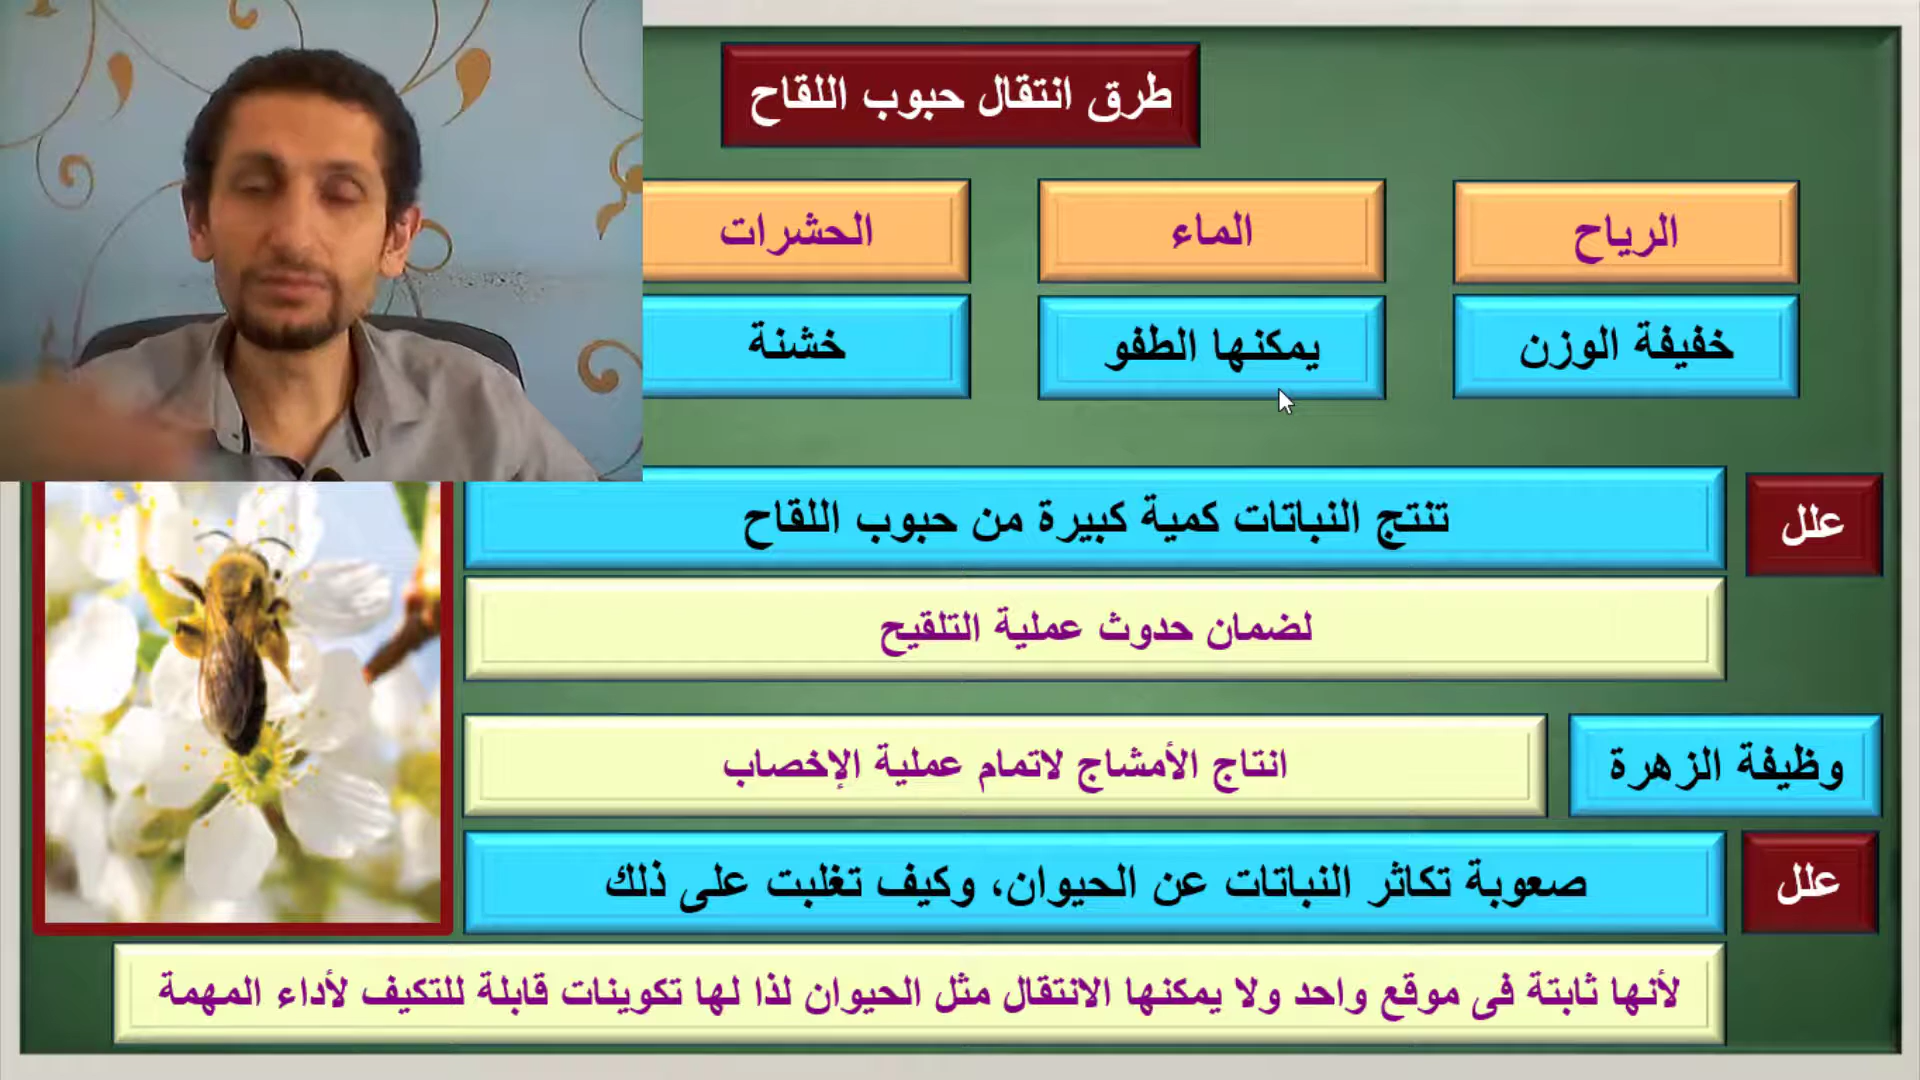 طرق انتقال حبوب اللقاح
الرياح
الماء
الحشرات
خفيفة الوزن
يمكنها الطفو
خشنة
علل
تنتج النباتات كمية كبيرة من حبوب اللقاح
لضمان حدوث عملية التلقيح
وظيفة الزهرة
انتاج الأمشاج لاتمام عملية الإخصاب
علل
صعوبة تكاثر النباتات عن الحيوان، وكيف تغلبت على ذلك
لأنها ثابتة فى موقع واحد ولا يمكنها الانتقال مثل الحيوان لذا لها تكوينات قابلة للتكيف لأداء المهمة